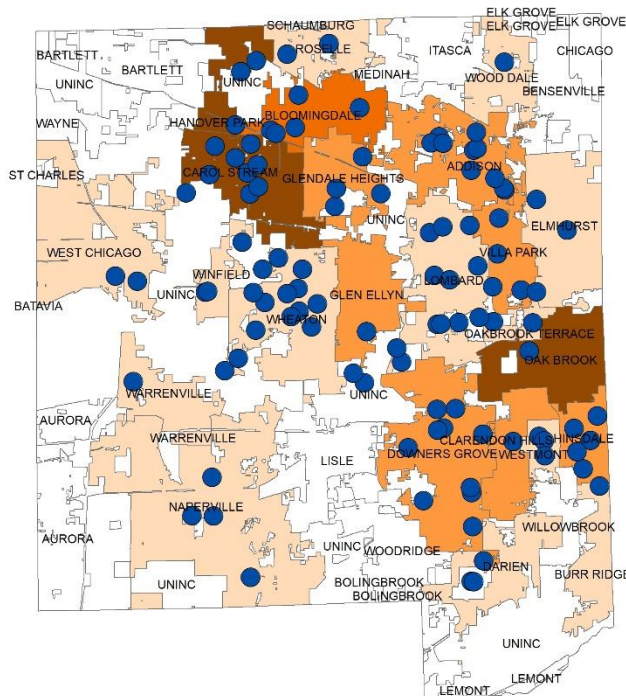 ELK GROVE
SCHAUMBURG
ELK GROVE
ELK GROVE
BARTLETT
ROSELLE
ITASCA
CHICAGO
BARTLETT
MEDINAH
UNINC
UNINC
WOOD DALE
BENSENVILLE
WAYNE
HANOVER PARK
BLOOMINGDALE
ADDISON
ST CHARLES
CAROL STREAM
GLENDALE HEIGHTS
UNINC
ELMHURST
WEST CHICAGO
VILLA PARK
WINFIELD
LOMBARD
UNINC
GLEN ELLYN
BATAVIA
WHEATON
OAKBROOK TERRACE
OAK BROOK
WARRENVILLE
UNINC
AURORA
WARRENVILLE
CLARENDON HILLS
HINSDALE
LISLE
DOWNERS GROVE
WESTMONT
NAPERVILLE
WILLOWBROOK
AURORA
UNINC
WOODRIDGE
DARIEN
UNINC
BOLINGBROOK
BURR RIDGE
BOLINGBROOK
UNINC
LEMONT
LEMONT